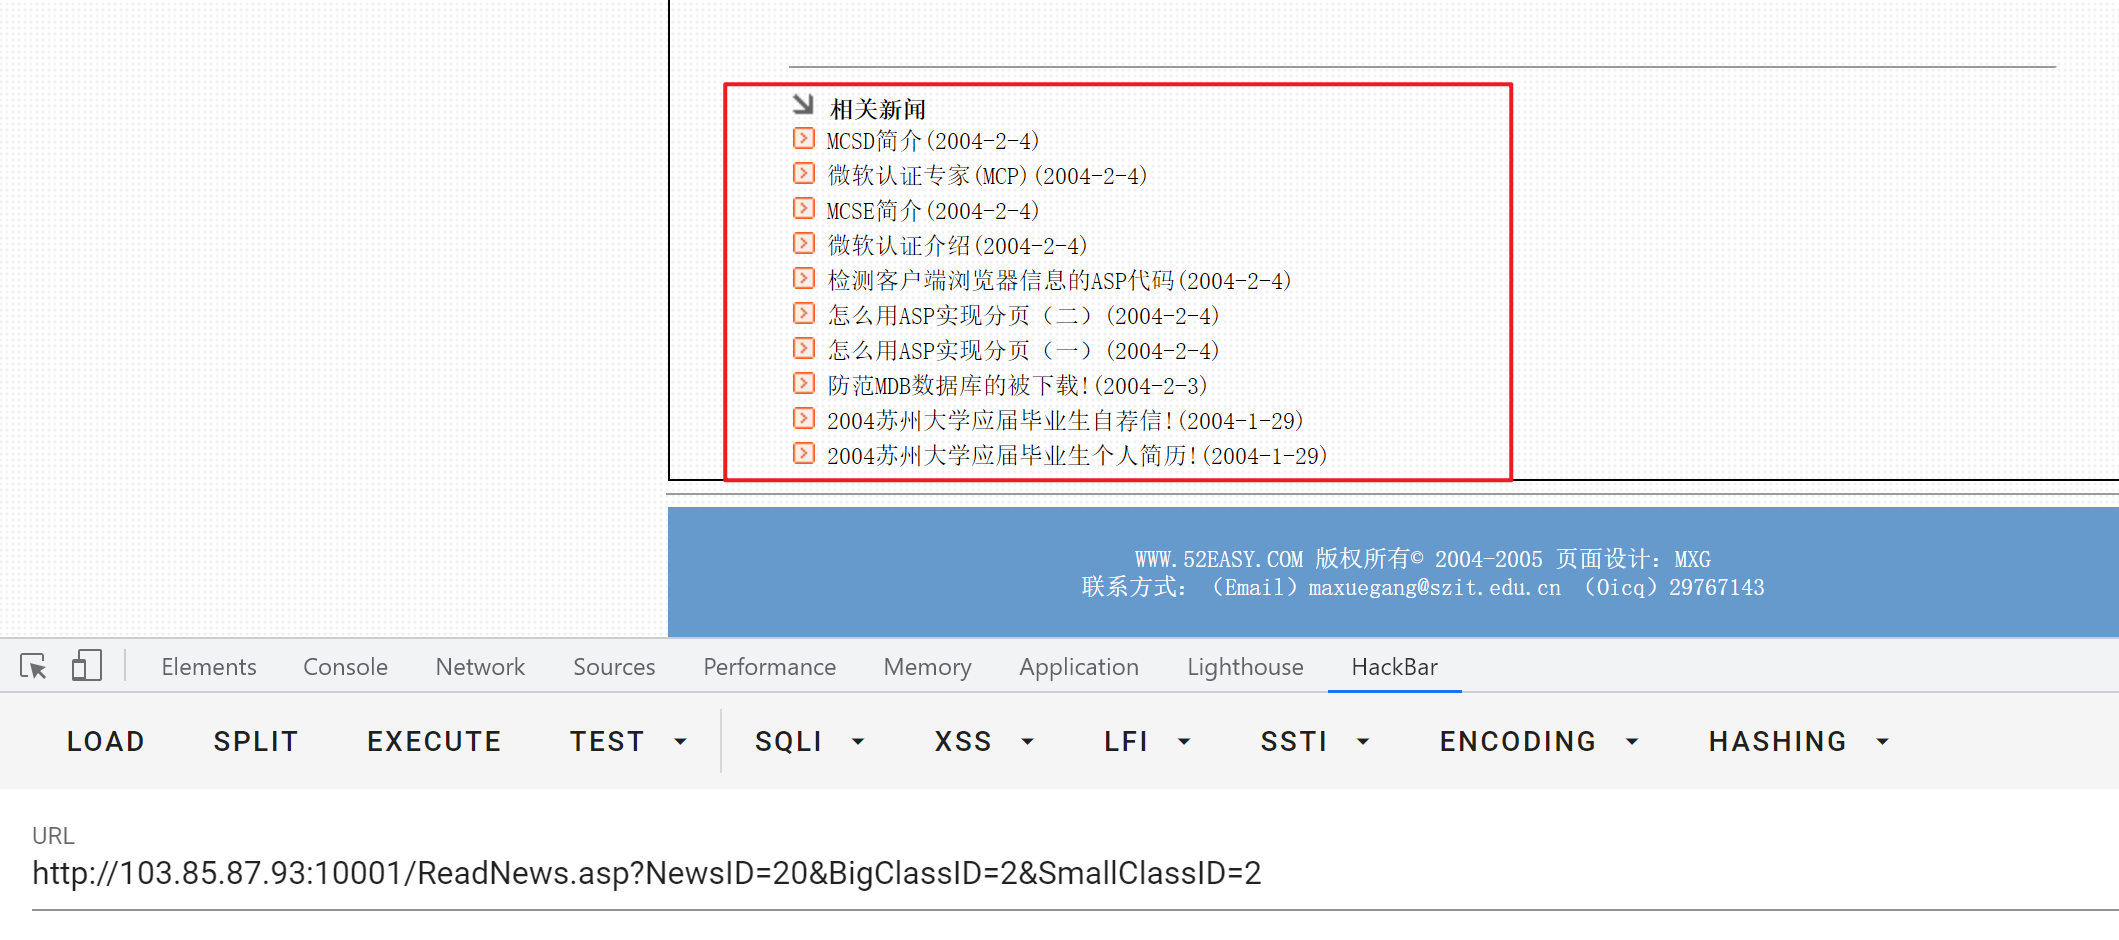 相关新闻
MCSD简介(2004-2-4)
微软认证专家(MCP)(2004-2-4)
MCSE简介(2004-2-4)
微软认证介绍(2004-2-4)
检测客户端浏览器信息的ASP代码(2004-2-4)
怎么用ASP实现分页（二）(2004-2-4)
怎么用ASP实现分页（一）(2004-2-4)
防范MDB数据库的被下载!(2004-2-3)
2004苏州大学应届毕业生自荐信!(2004-1-29)
2004苏州大学应届毕业生个人简历!(2004-1-29)
WWW.52EASY.COM 版权所有© 2004-2005 页面设计：MXG
联系方式：（Email）maxuegang@szit.edu.cn （Oicq）29767143
Elements Console Network Sources Performance Memory Application Lighthouse HackBar
LOAD SPLIT EXECUTE TEST SQLI XSS LFI SSTI ENCODING HASHING
URL
http://103.85.87.93:10001/ReadNews.asp?NewsID=20&BigClassID=2&SmallClassID=2